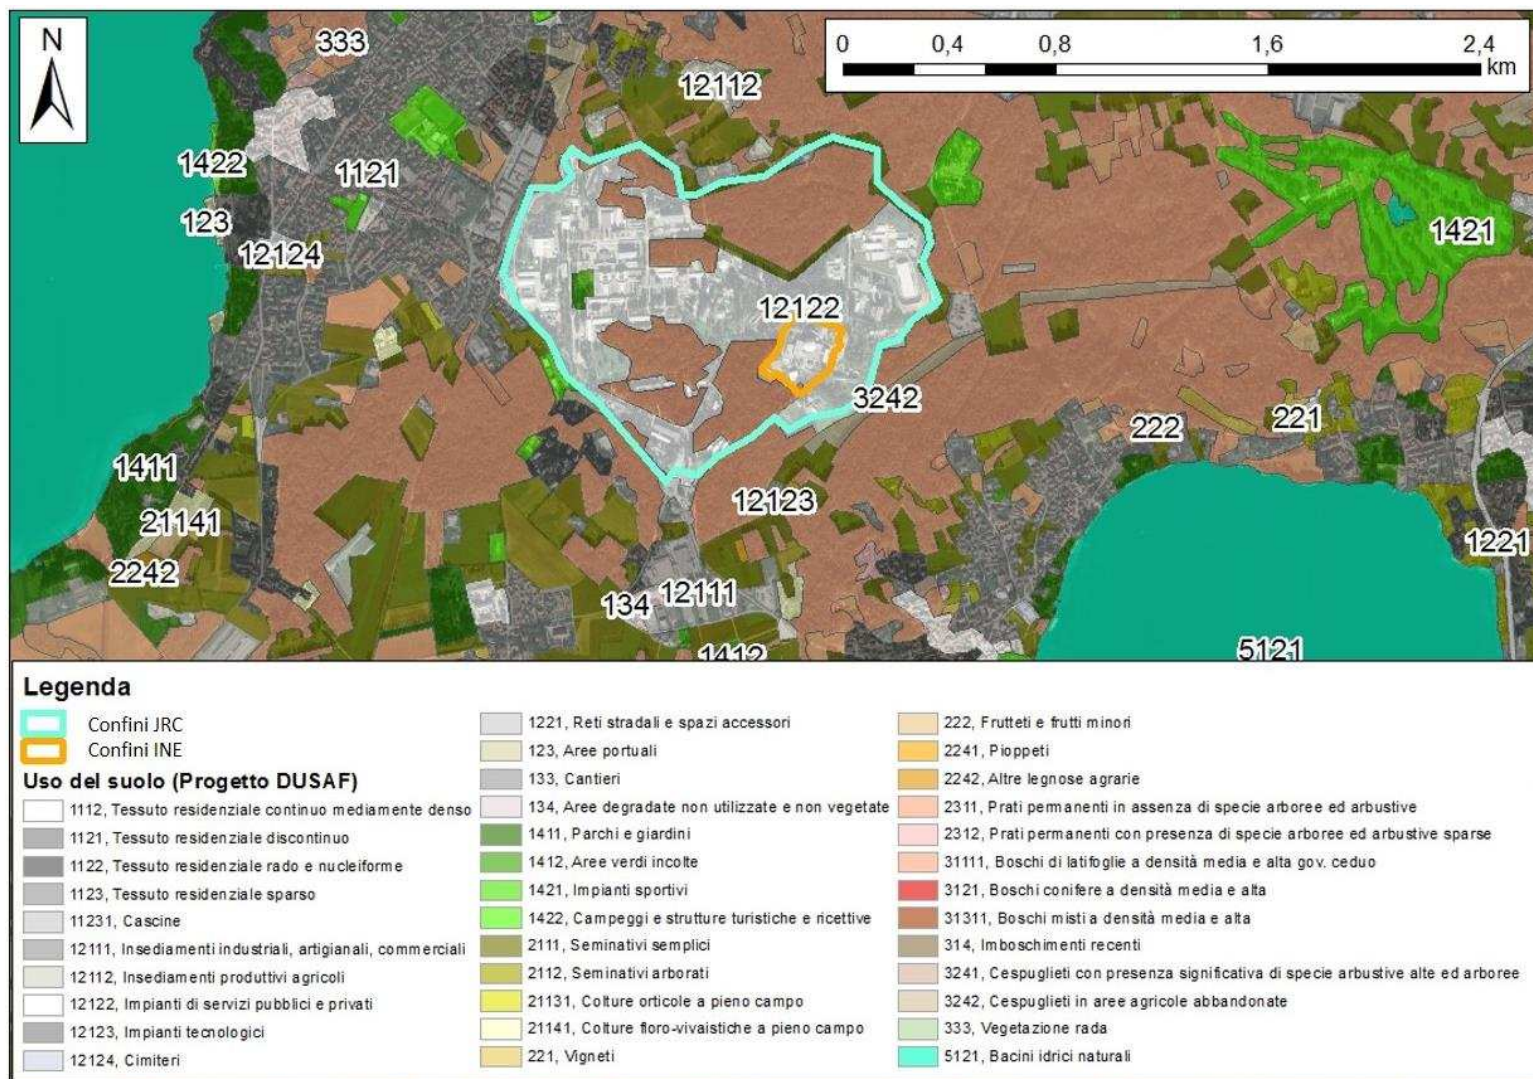 N
0 0,4 0,8 1,6 2,4
km
333
12112
1422
1121
1421
123
12124
12122
3242
222
221
1411
12123
21141
1221
2242
134
12111
1412
5121
Legenda
Confini JRC
Confini INE
Uso del suolo (Progetto DUSAF)
1112, Tessuto residenziale continuo mediamente denso
1121, Tessuto residenziale discontinuo
1122, Tessuto residenziale rado e nucleiforme
1123, Tessuto residenziale sparso
11231, Cascine
12111, Insediamenti industriali, artigianali, commerciali
12112, Insediamenti produttivi agricoli
12122, Impianti di servizi pubblici e privati
12123, Impianti tecnologici
12124, Cimiteri
1221, Reti stradali e spazi accessori
123, Aree portuali
133, Cantieri
134, Aree degradate non utilizzate e non vegetate
1411, Parchi e giardini
1412, Aree verdi incolte
1421, Impianti sportivi
1422, Campeggi e strutture turistiche e ricettive
2111, Seminativi semplici
2112, Seminativi arborati
21131, Colture orticole a pieno campo
21141, Colture floro-vivaistiche a pieno campo
221, Vigneti
222, Frutteti e frutti minori
2241, Pioppeti
2242, Altre legnose agrarie
2311, Prati permanenti in assenza di specie arboree ed arbustive
2312, Prati permanenti con presenza di specie arboree ed arbustive sparse
31111, Boschi di latifoglie a densità media e alta gov. ceduo
3121, Boschi conifere a densità media e alta
31311, Boschi misti a densità media e alta
314, Imboschimenti recenti
3241, Cespuglieti con presenza significativa di specie arbustive alte ed arboree
3242, Cespuglieti in aree agricole abbandonate
333, Vegetazione rada
5121, Bacini idrici naturali